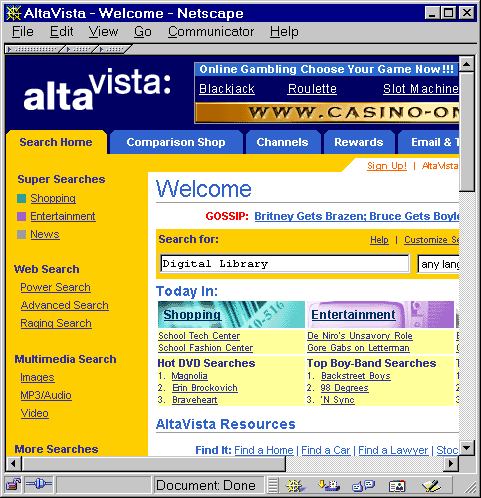 AltaVista - Welcome - Netscape
File Edit View Go Communicator Help
altavista:
Online Gambling Choose Your Game Now!!!
Blackjack Roulette Slot Machine
WWW.CASINO-ON
Search Home Comparison Shop Channels Rewards Email & T
Sign Up! | AltaVista
Super Searches
Shopping
Entertainment
News
Web Search
Power Search
Advanced Search
Raging Search
Multimedia Search
Images
MP3/Audio
Video
More Searches
Welcome
GOSSIP: Britney Gets Brazen; Bruce Gets Boyle
Search for: Help | Customize Se
Digital Library any lang
Today In:
Shopping
School Tech Center
School Fashion Center
Hot DVD Searches
1. Magnolia
2. Erin Brockovich
3. Braveheart
Entertainment
De Niro's Unsavory Role
Gore Gabs on Letterman
Top Boy-Band Searches
1. Backstreet Boys
2. 98 Degrees
3. 'N Sync
AltaVista Resources
Find It: Find a Home | Find a Car | Find a Lawyer | Stoc
Document: Done